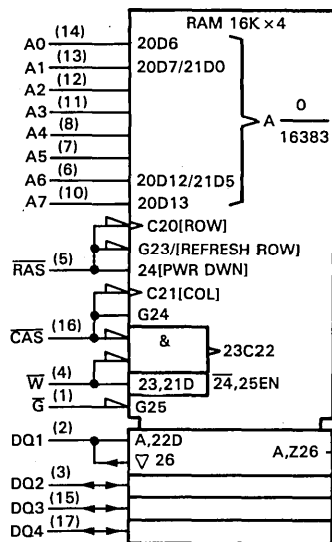 RAM 16K × 4
A0 (14) 20D6
A1 (13) 20D7/21D0
A2 (12)
A3 (11)
A4 (8)
A5 (7)
A6 (6) 20D12/21D5
A7 (10) 20D13
A 0
16383
C20[ROW]
G23/[REFRESH ROW]
R̅A̅S̅ (5) 24[PWR DWN]
C21[COL]
G24
C̅A̅S̅ (16) &
23C22
W̅ (4) 23,21D 2̅4̅,25EN
G̅ (1) G25
DQ1 (2) A,22D
▽ 26 A,Z26
DQ2 (3)
DQ3 (15)
DQ4 (17)